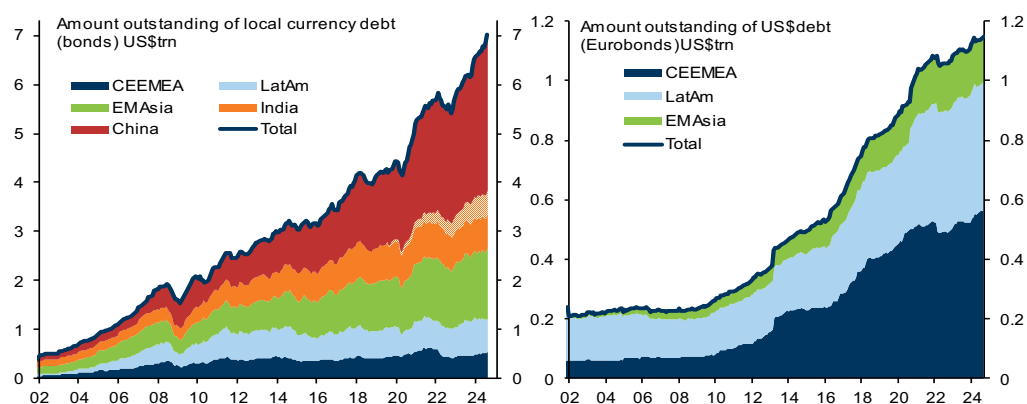 Amount outstanding of local currency debt
(bonds) US$trn
CEEMEA
LatAm
EMAsia
India
China
Total
7
6
5
4
3
2
1
0
7
6
5
4
3
2
1
0
02 04 06 08 10 12 14 16 18 20 22 24
Amount outstanding of US$debt
(Eurobonds)US$trn
CEEMEA
LatAm
EMAsia
Total
1.2
1
0.8
0.6
0.4
0.2
0
1.2
1
0.8
0.6
0.4
0.2
0
02 04 06 08 10 12 14 16 18 20 22 24